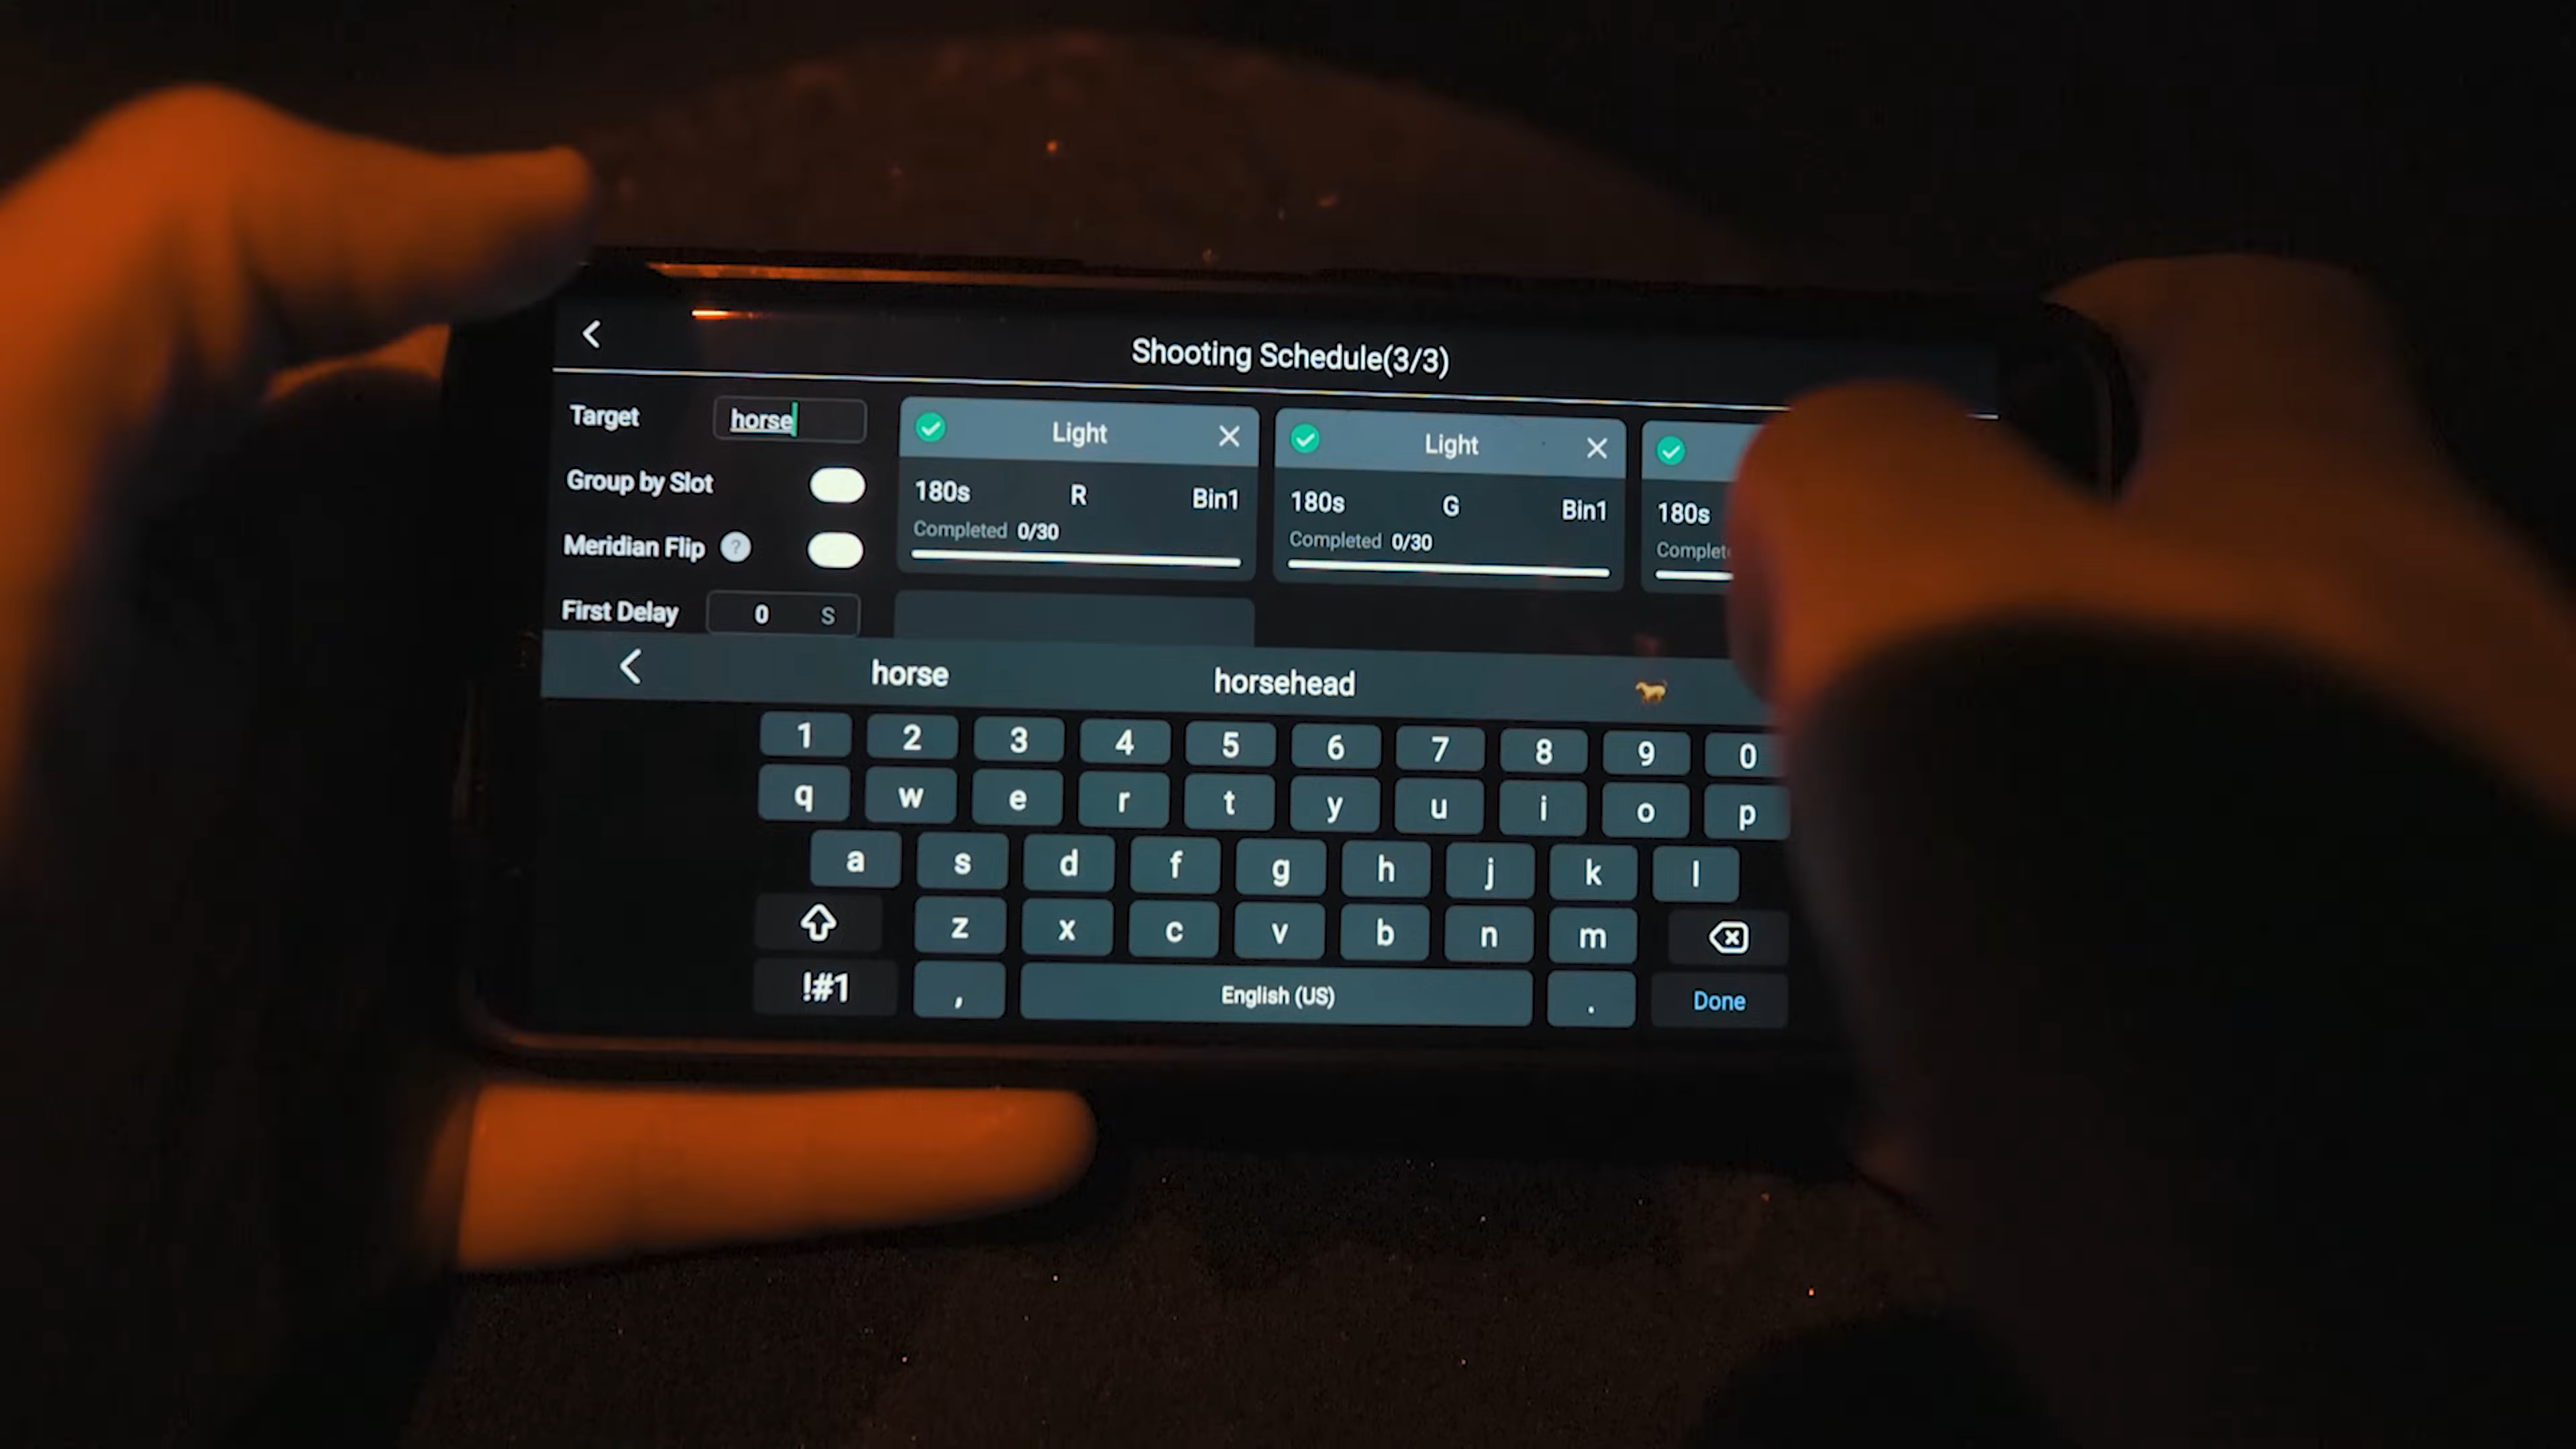 Shooting Schedule(3/3)
Target horse
Group by Slot
Meridian Flip ?
First Delay 0 S
Light
180s R Bin1
Completed 0/30
Light
180s G Bin1
Completed 0/30
180s
horse horsehead
1 2 3 4 5 6 7 8 9 0
q w e r t y u i o p
a s d f g h j k l
z x c v b n m
!#1 , English (US) . Done